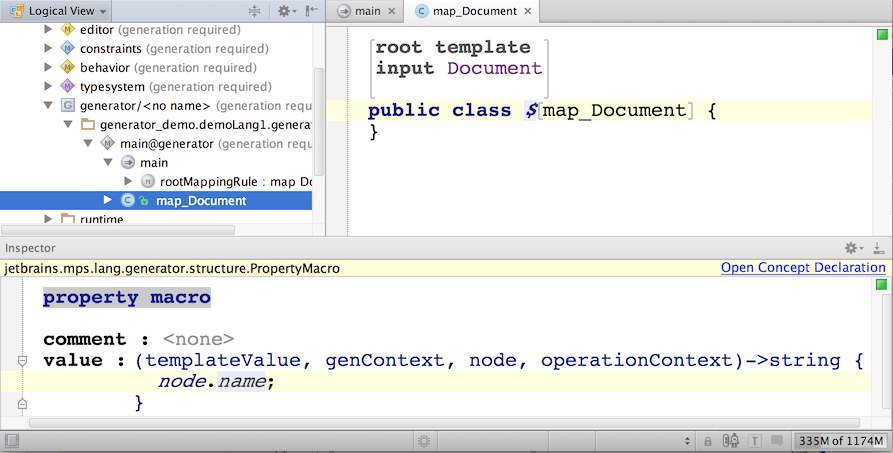 Logical View
editor (generation required)
constraints (generation required)
behavior (generation required)
typesystem (generation required)
generator/<no name> (generation requ
generator_demo.demoLang1.genera
main@generator (generation requ
main
rootMappingRule : map Do
map_Document
runtime
main
map_Document
root template
input Document
public class $[map_Document] {
}
Inspector
jetbrains.mps.lang.generator.structure.PropertyMacro
Open Concept Declaration
property macro
comment : <none>
value : (templateValue, genContext, node, operationContext)->string {
node.name;
}
T
335M of 1174M